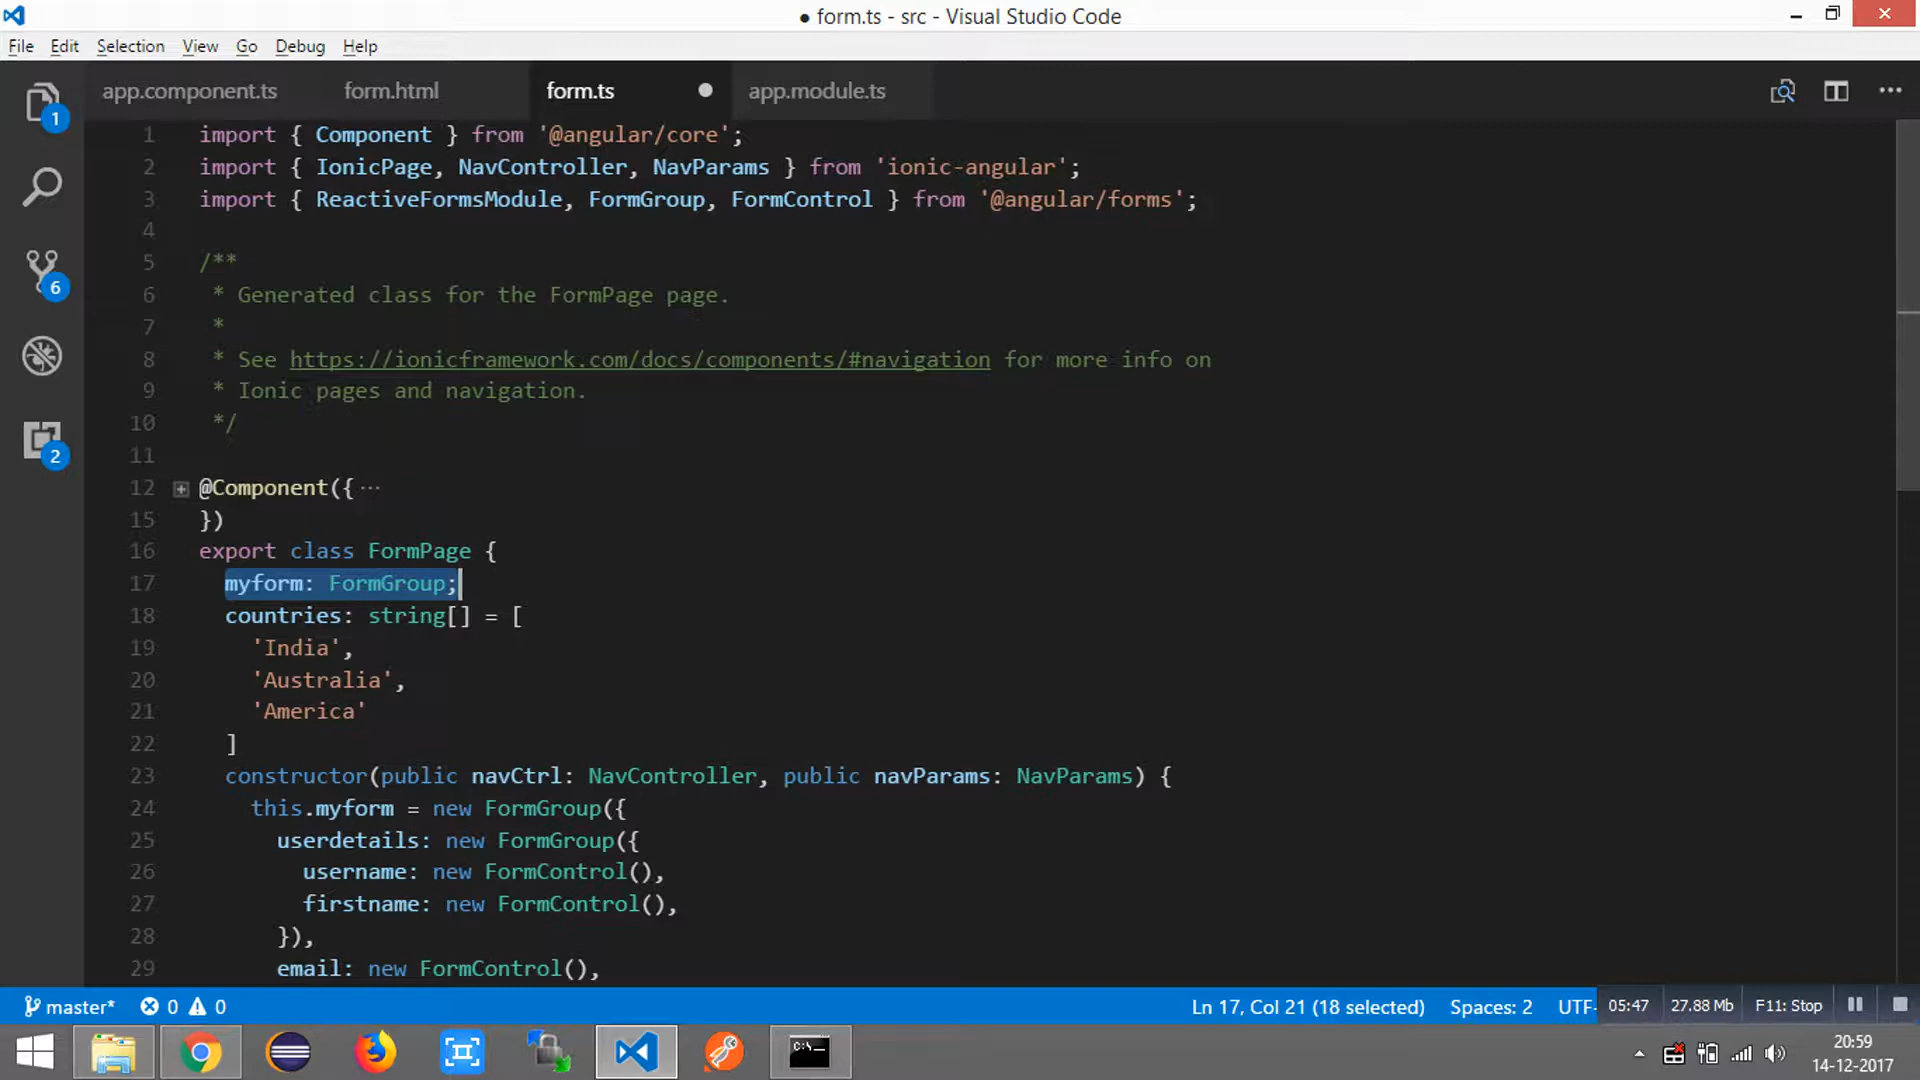 ● form.ts - src - Visual Studio Code
File Edit Selection View Go Debug Help
app.component.ts form.html form.ts app.module.ts
1
6
2
1 import { Component } from '@angular/core';
2 import { IonicPage, NavController, NavParams } from 'ionic-angular';
3 import { ReactiveFormsModule, FormGroup, FormControl } from '@angular/forms';
4
5 /**
6 * Generated class for the FormPage page.
7 *
8 * See https://ionicframework.com/docs/components/#navigation for more info on
9 * Ionic pages and navigation.
10 */
11
12 @Component({ ···
15 })
16 export class FormPage {
17 myform: FormGroup;
18 countries: string[] = [
19 'India',
20 'Australia',
21 'America'
22 ]
23 constructor(public navCtrl: NavController, public navParams: NavParams) {
24 this.myform = new FormGroup({
25 userdetails: new FormGroup({
26 username: new FormControl(),
27 firstname: new FormControl(),
28 }),
29 email: new FormControl(),
master* 0 0 Ln 17, Col 21 (18 selected) Spaces: 2 UTF- 05:47 27.88 Mb F11: Stop
20:59
14-12-2017